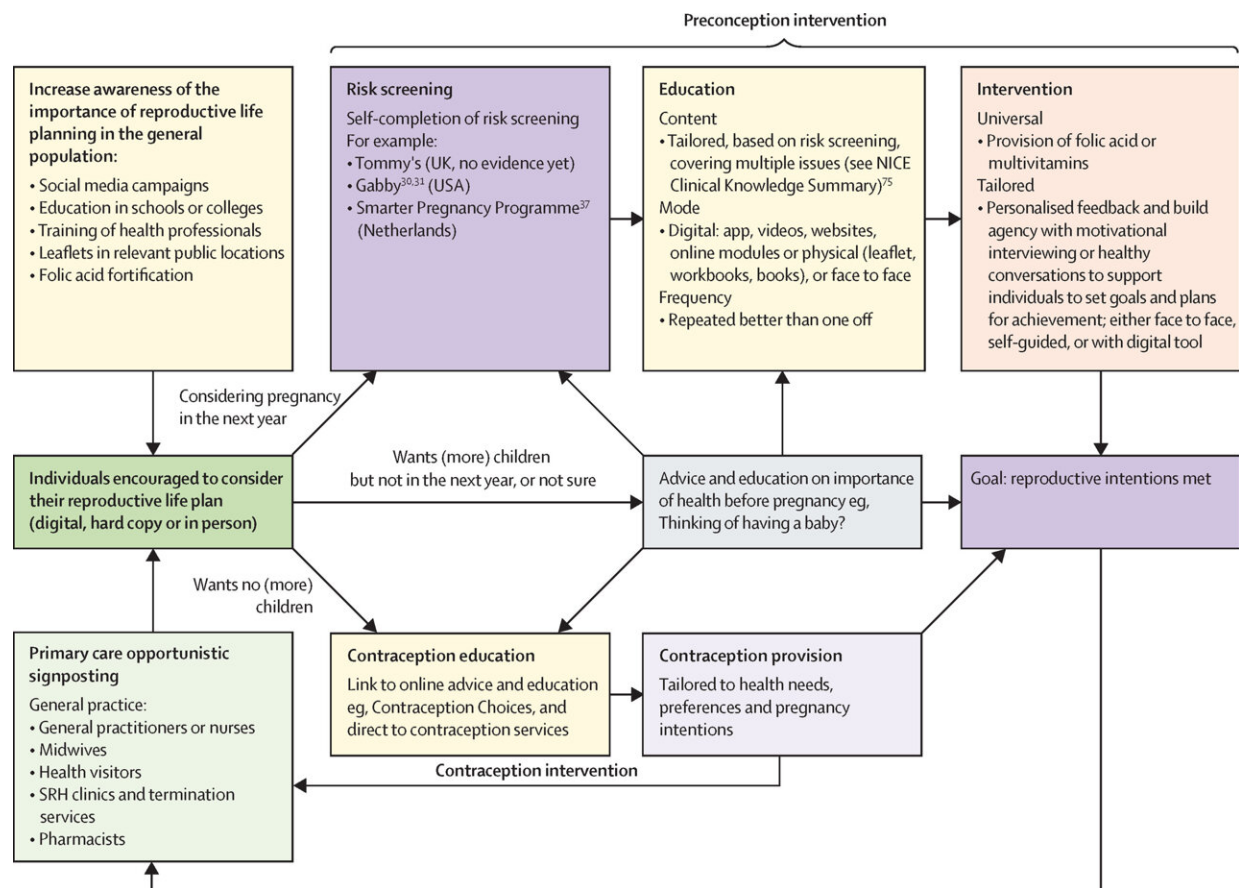 Preconception intervention
Increase awareness of the
importance of reproductive life
planning in the general
population:
• Social media campaigns
• Education in schools or colleges
• Training of health professionals
• Leaflets in relevant public locations
• Folic acid fortification
Risk screening
Self-completion of risk screening
For example:
• Tommy's (UK, no evidence yet)
• Gabby30,31 (USA)
• Smarter Pregnancy Programme37
(Netherlands)
Education
Content
• Tailored, based on risk screening,
covering multiple issues (see NICE
Clinical Knowledge Summary)75
Mode
• Digital: app, videos, websites,
online modules or physical (leaflet,
workbooks, books), or face to face
Frequency
• Repeated better than one off
Intervention
Universal
• Provision of folic acid or
multivitamins
Tailored
• Personalised feedback and build
agency with motivational
interviewing or healthy
conversations to support
individuals to set goals and plans
for achievement; either face to face,
self-guided, or with digital tool
Considering pregnancy
in the next year
Individuals encouraged to consider
their reproductive life plan
(digital, hard copy or in person)
Wants (more) children
but not in the next year, or not sure
Advice and education on importance
of health before pregnancy eg,
Thinking of having a baby?
Goal: reproductive intentions met
Wants no (more)
children
Primary care opportunistic
signposting
General practice:
• General practitioners or nurses
• Midwives
• Health visitors
• SRH clinics and termination
services
• Pharmacists
Contraception education
Link to online advice and education
eg, Contraception Choices, and
direct to contraception services
Contraception provision
Tailored to health needs,
preferences and pregnancy
intentions
Contraception intervention